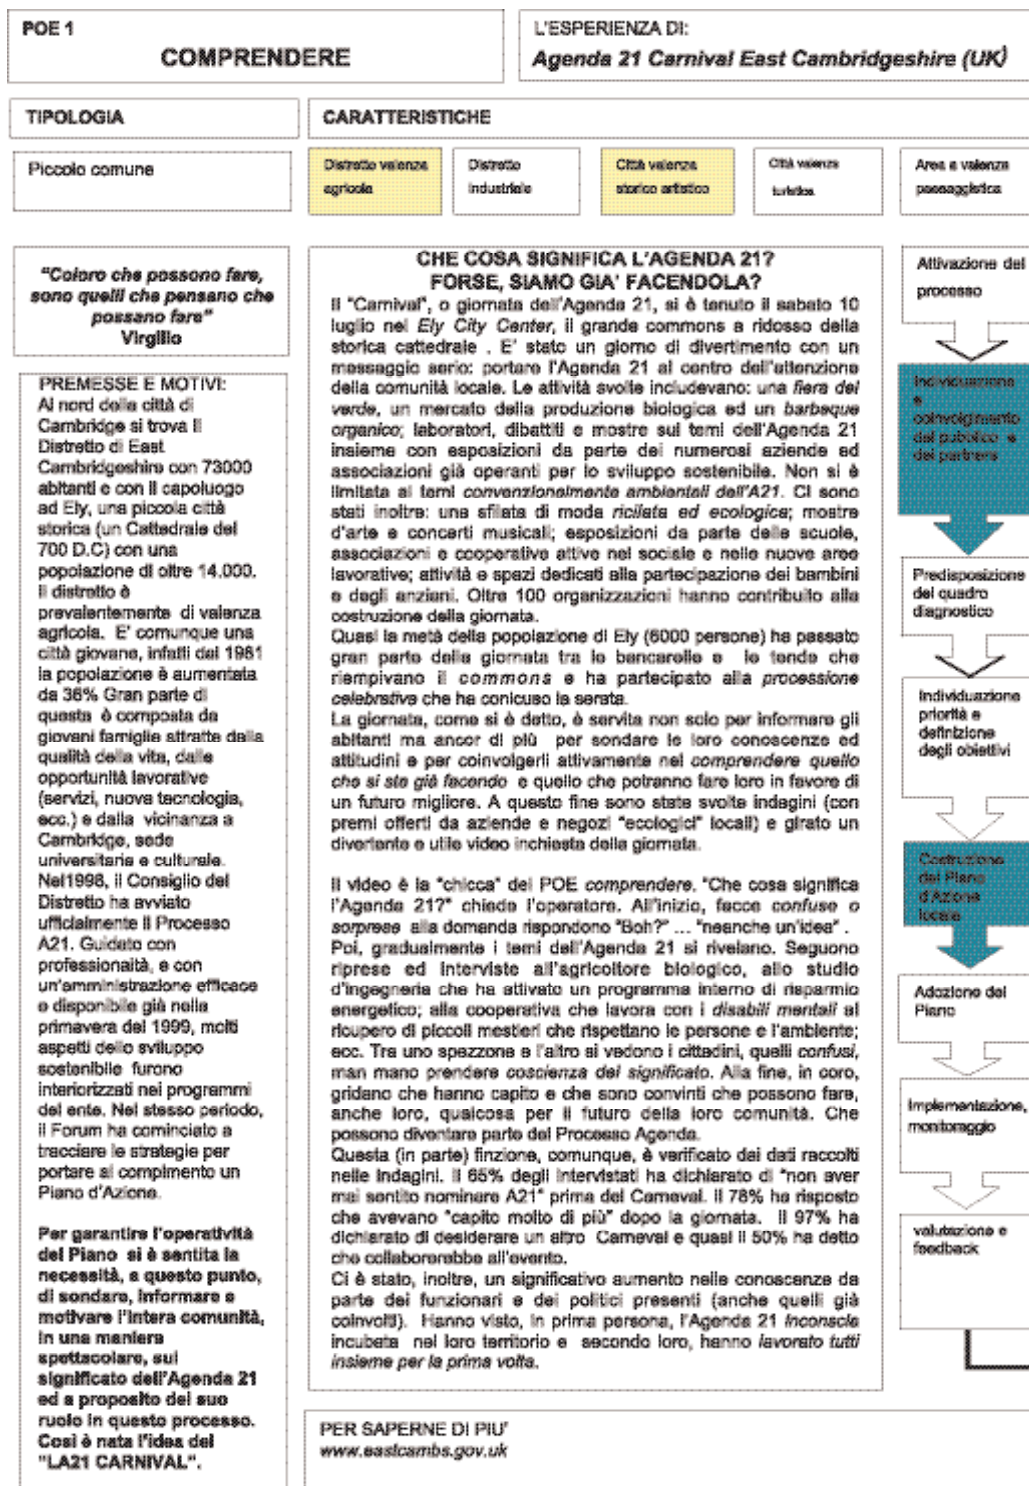 POE 1
COMPRENDERE
L'ESPERIENZA DI:
Agenda 21 Carnival East Cambridgeshire (UK)
TIPOLOGIA
CARATTERISTICHE
Piccolo comune
Distretto valenza
agricola
Distretto
industriale
Città valenza
storico artistico
Città valenza
turistica
Area a valenza
paesaggistica
"Coloro che possono fare,
sono quelli che pensano che
possano fare"
Virgilio
PREMESSE E MOTIVI:
Al nord della città di
Cambridge si trova il
Distretto di East
Cambridgeshire con 73000
abitanti e con il capoluogo
ad Ely, una piccola città
storica (un Cattedrale del
700 D.C) con una
popolazione di oltre 14.000.
Il distretto è
prevalentemente di valenza
agricola. E' comunque una
città giovane, infatti dal 1981
la popolazione è aumentata
da 36% Gran parte di
questa è composta da
giovani famiglie attratte dalla
qualità della vita, dalle
opportunità lavorative
(servizi, nuova tecnologia,
ecc.) e dalla vicinanza a
Cambridge, sede
universitaria e culturale.
Nel1998, il Consiglio del
Distretto ha avviato
ufficialmente il Processo
A21. Guidato con
professionaità, e con
un'amministrazione efficace
e disponibile già nella
primavera del 1999, molti
aspetti dello sviluppo
sostenibile furono
interiorizzati nei programmi
del ente. Nel stesso periodo,
il Forum ha cominciato a
tracciare le strategie per
portare al compimento un
Piano d'Azione.
Per garantire l'operatività
del Piano si è sentita la
necessità, a questo punto,
di sondare, informare e
motivare l'intera comunità,
in una maniera
spettacolare, sul
significato dell'Agenda 21
ed a proposito del suo
ruolo in questo processo.
Così è nata l'idea del
"LA21 CARNIVAL".
CHE COSA SIGNIFICA L'AGENDA 21?
FORSE, SIAMO GIA' FACENDOLA?
Il "Carnival", o giornata dell'Agenda 21, si è tenuto il sabato 10
luglio nel Ely City Center, il grande commons a ridosso della
storica cattedrale . E' stato un giorno di divertimento con un
messaggio serio: portare l'Agenda 21 al centro dell'attenzione
della comunità locale. Le attività svolte includevano: una fiera del
verde, un mercato della produzione biologica ed un barbeque
organico; laboratori, dibattiti e mostre sui temi dell'Agenda 21
insieme con esposizioni da parte dei numerosi aziende ed
associazioni già operanti per lo sviluppo sostenibile. Non si è
limitata ai temi convenzionalmente ambientali dell'A21. Ci sono
stati inoltre: una sfilata di moda ricilata ed ecologica; mostre
d'arte e concerti musicali; esposizioni da parte delle scuole,
associazioni e cooperative attive nel sociale e nelle nuove aree
lavorative; attività e spazi dedicati alla partecipazione dei bambini
e degli anziani. Oltre 100 organizzazioni hanno contribuito alla
costruzione della giornata.
Quasi la metà della popolazione di Ely (6000 persone) ha passato
gran parte della giornata tra le bancarelle e le tende che
riempivano il commons e ha partecipato alla processione
celebrativa che ha conicuso la serata.
La giornata, come si è detto, è servita non solo per informare gli
abitanti ma ancor di più per sondare le loro conoscenze ed
attitudini e per coinvolgerli attivamente nel comprendere quello
che si sta già facendo e quello che potranno fare loro in favore di
un futuro migliore. A questo fine sono state svolte indagini (con
premi offerti da aziende e negozi "ecologici" locali) e girato un
divertente e utile video inchiesta della giornata.
Il video è la "chicca" del POE comprendere. "Che cosa significa
l'Agenda 21?" chiede l'operatore. All'inizio, facce confuse o
sorprese alla domanda rispondono "Boh?" ... "neanche un'idea" .
Poi, gradualmente i temi dell'Agenda 21 si rivelano. Seguono
riprese ed interviste all'agricoltore biologico, allo studio
d'ingegneria che ha attivato un programma interno di risparmio
energetico; alla cooperativa che lavora con i disabili mentali al
ricupero di piccoli mestieri che rispettano le persone e l'ambiente;
ecc. Tra uno spezzone e l'altro si vedono i cittadini, quelli confusi,
man mano prendere coscienza del significato. Alla fine, in coro,
gridano che hanno capito e che sono convinti che possono fare,
anche loro, qualcosa per il futuro della loro comunità. Che
possono diventare parte del Processo Agenda.
Questa (in parte) finzione, comunque, è verificato dai dati raccolti
nelle indagini. Il 65% degli intervistati ha dichiarato di "non aver
mai sentito nominare A21" prima del Carneval. Il 78% ha risposto
che avevano "capito molto di più" dopo la giornata. Il 97% ha
dichiarato di desiderare un altro Carneval e quasi il 50% ha detto
che collaborerebbe all'evento.
Ci è stato, inoltre, un significativo aumento nelle conoscenze da
parte dei funzionari e dei politici presenti (anche quelli già
coinvolti). Hanno visto, in prima persona, l'Agenda 21 inconscia
incubata nel loro territorio e secondo loro, hanno lavorato tutti
insieme per la prima volta.
Attivazione del
processo
Individuazione
e
coinvolgimento
del pubblico e
dei partners
Predisposizione
del quadro
diagnostico
Individuazione
priorità e
definizione
degli obiettivi
Costruzione
del Piano
d'Azione
locale
Adozione del
Piano
Implementazione,
monitoraggio
valutazione e
feedback
PER SAPERNE DI PIU'
www.eastcambs.gov.uk